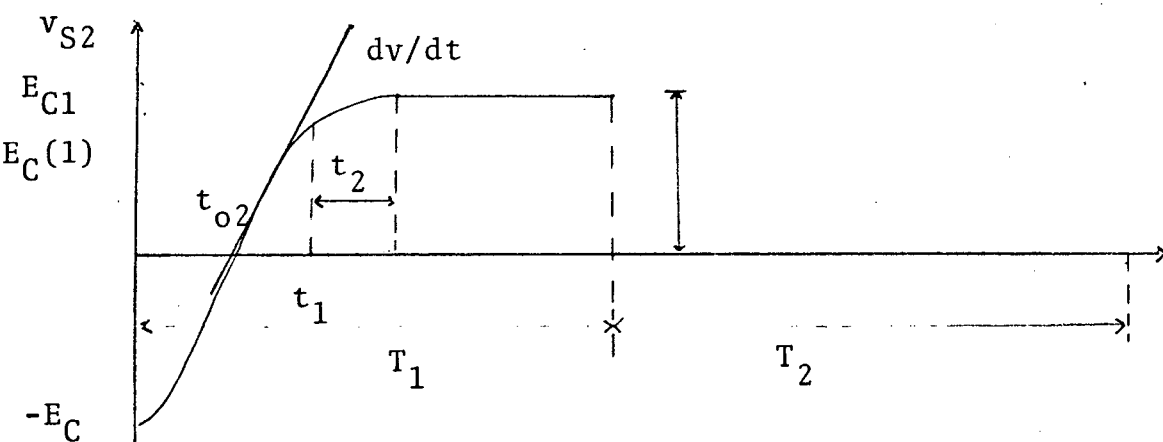 v_S2
dv/dt
E_C1
E_C(1)
t_2
t_o2
t_1
T_1
T_2
-E_C